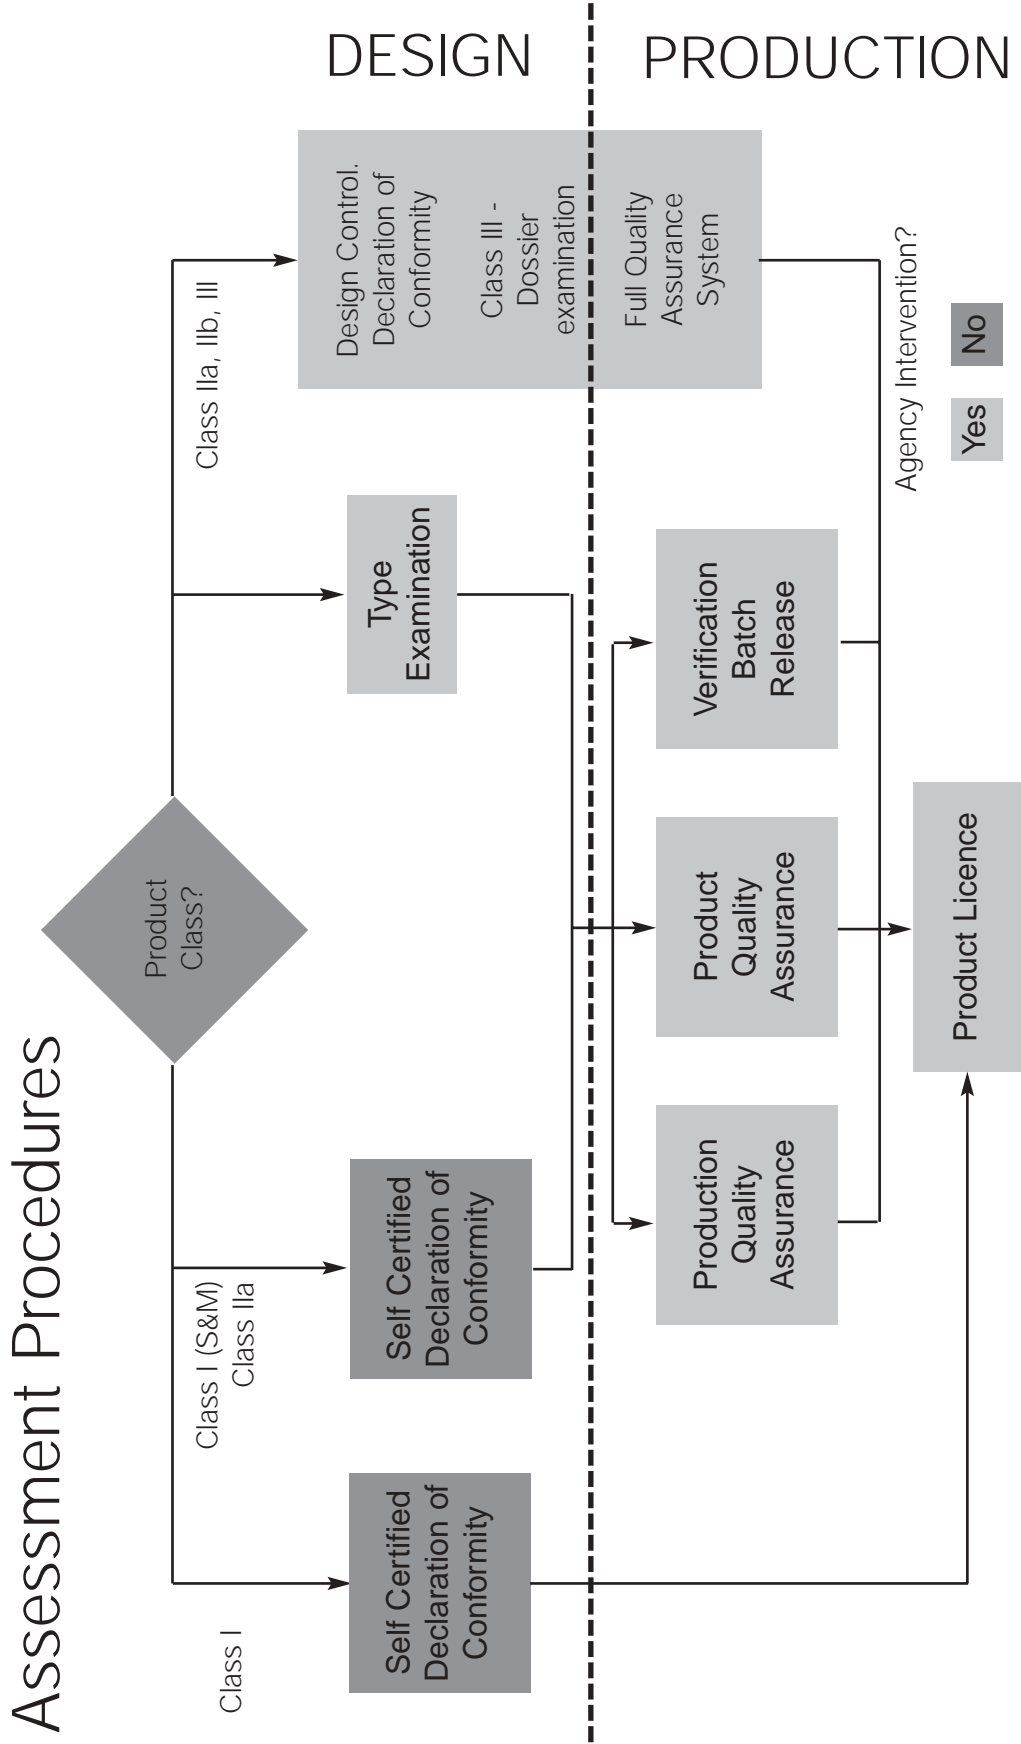 Assessment Procedures
Product
Class?
Class I
Class I (S&M)
Class IIa
Class IIa, IIb, III
DESIGN
Self Certified
Declaration of
Conformity
Self Certified
Declaration of
Conformity
Type
Examination
Design Control.
Declaration of
Conformity
Class III -
Dossier
examination
PRODUCTION
Full Quality
Assurance
System
Production
Quality
Assurance
Product
Quality
Assurance
Verification
Batch
Release
Agency Intervention?
Yes
No
Product Licence